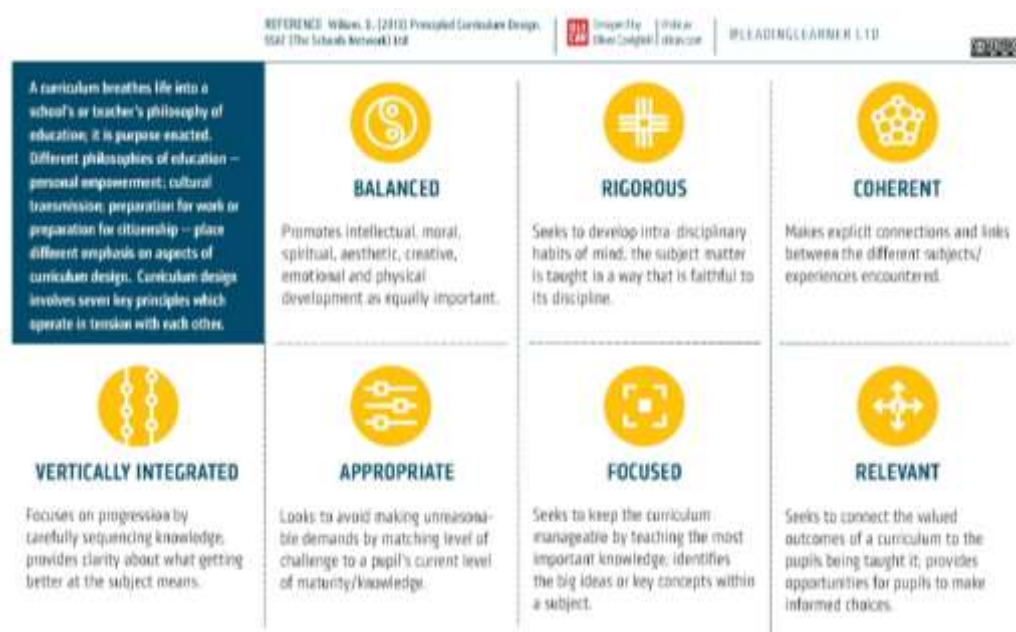 REFERENCE Wiliam, D. (2013) Principled Curriculum Design.
SSAT (The Schools Network) Ltd
Designed by
Oliver Caviglioli
@LEADINGLEARNER LTD
A curriculum breathes life into a
school's or teacher's philosophy of
education; it is purpose enacted.
Different philosophies of education —
personal empowerment; cultural
transmission; preparation for work or
preparation for citizenship — place
different emphasis on aspects of
curriculum design. Curriculum design
involves seven key principles which
operate in tension with each other.
BALANCED
Promotes intellectual, moral,
spiritual, aesthetic, creative,
emotional and physical
development as equally important.
RIGOROUS
Seeks to develop intra-disciplinary
habits of mind; the subject matter
is taught in a way that is faithful to
its discipline.
COHERENT
Makes explicit connections and links
between the different subjects/
experiences encountered.
VERTICALLY INTEGRATED
Focuses on progression by
carefully sequencing knowledge;
provides clarity about what getting
better at the subject means.
APPROPRIATE
Looks to avoid making unreasona-
ble demands by matching level of
challenge to a pupil's current level
of maturity/knowledge.
FOCUSED
Seeks to keep the curriculum
manageable by teaching the most
important knowledge; identifies
the big ideas or key concepts within
a subject.
RELEVANT
Seeks to connect the valued
outcomes of a curriculum to the
pupils being taught it; provides
opportunities for pupils to make
informed choices.